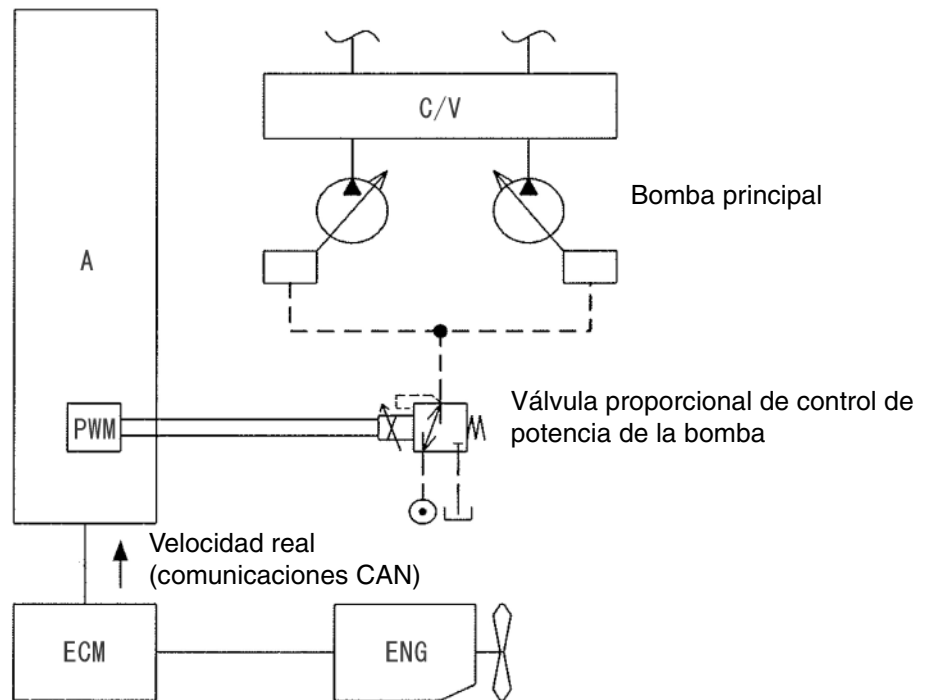 C/V
Bomba principal
A
PWM
Válvula proporcional de control de
potencia de la bomba
Velocidad real
(comunicaciones CAN)
ECM
ENG